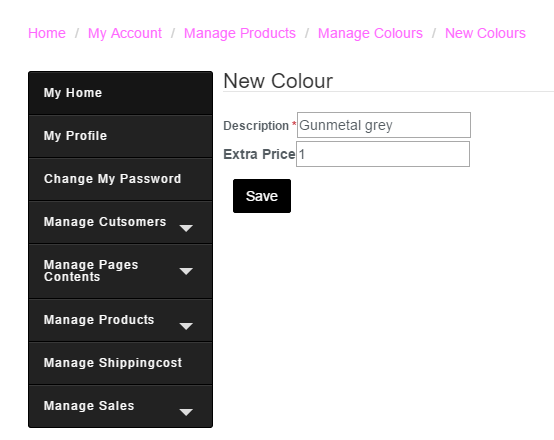 Home / My Account / Manage Products / Manage Colours / New Colours
My Home
My Profile
Change My Password
Manage Cutsomers
Manage Pages
Contents
Manage Products
Manage Shippingcost
Manage Sales
New Colour
Description * Gunmetal grey
Extra Price 1
Save